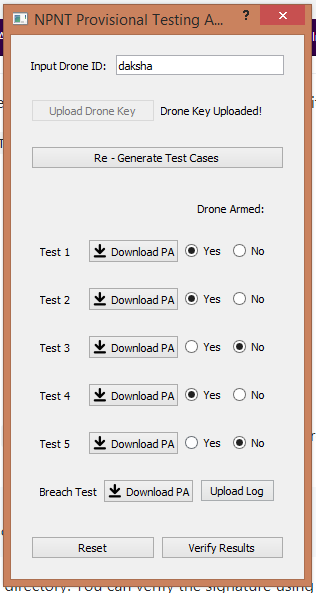 NPNT Provisional Testing A... ?
Input Drone ID: daksha
Upload Drone Key Drone Key Uploaded!
Re - Generate Test Cases
Drone Armed:
Test 1 Download PA Yes No
Test 2 Download PA Yes No
Test 3 Download PA Yes No
Test 4 Download PA Yes No
Test 5 Download PA Yes No
Breach Test Download PA Upload Log
Reset Verify Results
directory. You can verify the signature using